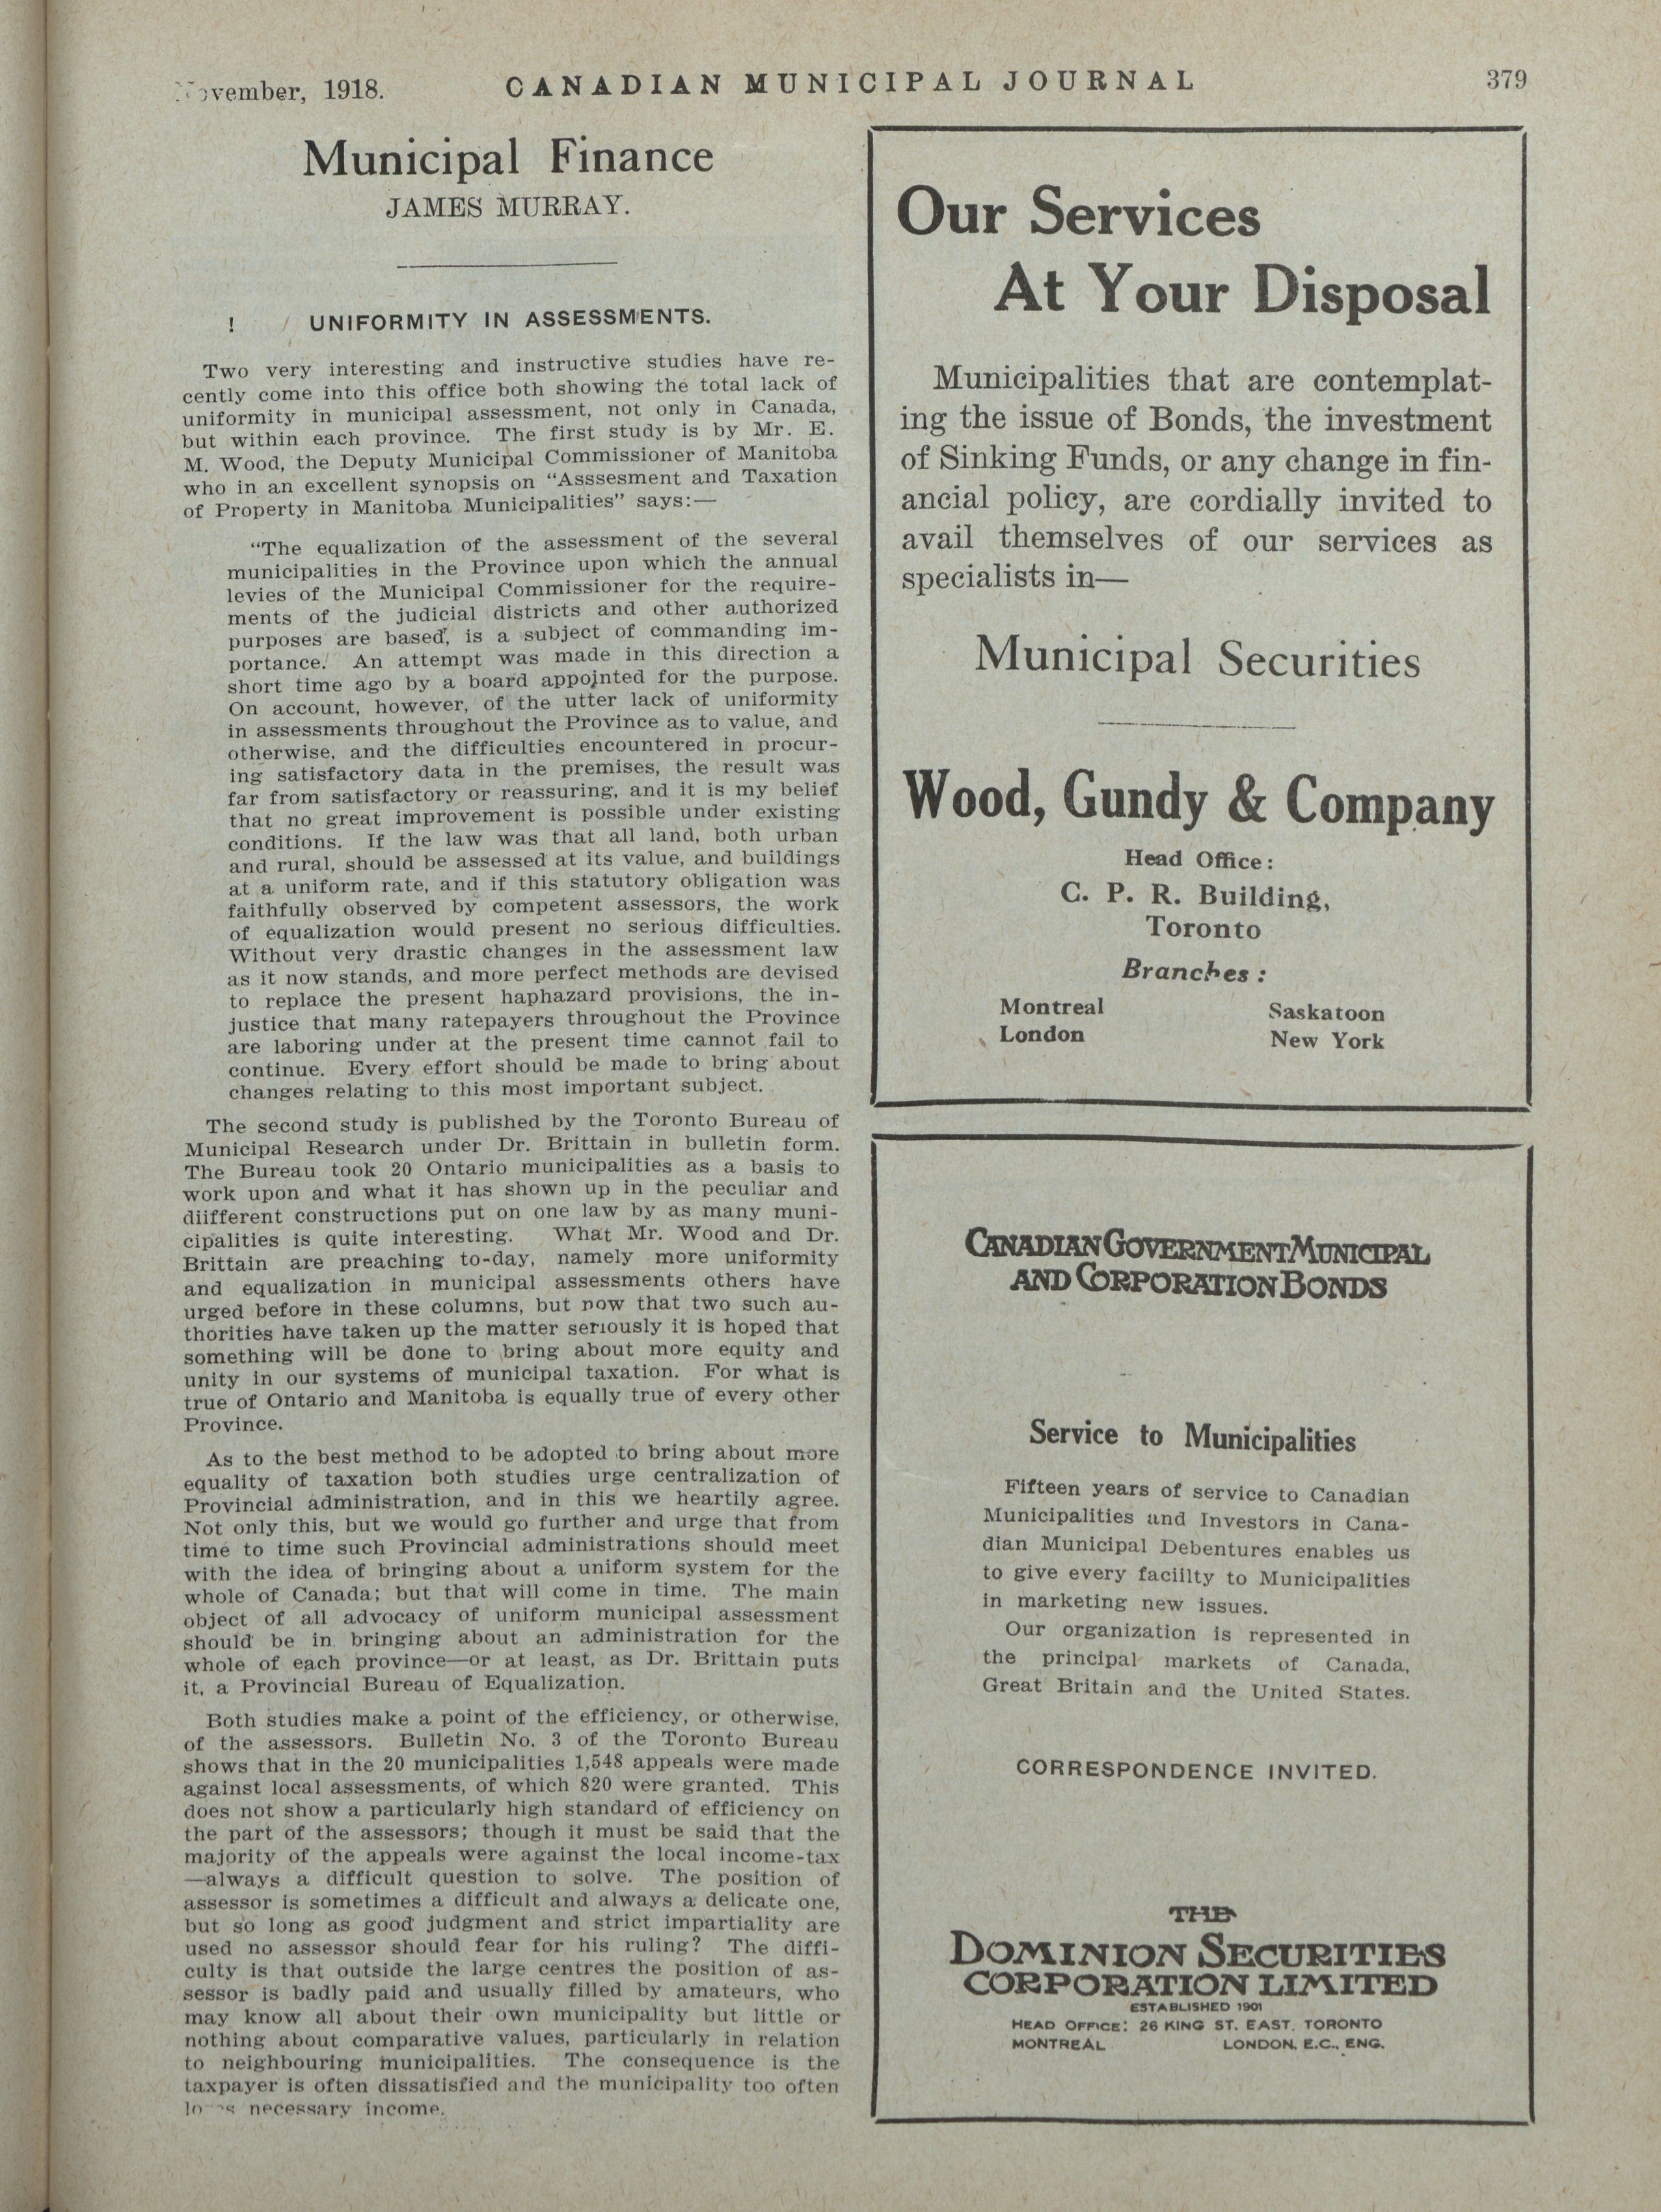 November, 1918.
CANADIAN MUNICIPAL JOURNAL
379
Municipal Finance
JAMES MURRAY.
! UNIFORMITY IN ASSESSMENTS.
Two very interesting and instructive studies have re-
cently come into this office both showing the total lack of
uniformity in municipal assessment, not only in Canada,
but within each province. The first study is by Mr. E.
M. Wood, the Deputy Municipal Commissioner of Manitoba
who in an excellent synopsis on "Asssesment and Taxation
of Property in Manitoba Municipalities" says:—
"The equalization of the assessment of the several
municipalities in the Province upon which the annual
levies of the Municipal Commissioner for the require-
ments of the judicial districts and other authorized
purposes are based, is a subject of commanding im-
portance. An attempt was made in this direction a
short time ago by a board appointed for the purpose.
On account, however, of the utter lack of uniformity
in assessments throughout the Province as to value, and
otherwise, and the difficulties encountered in procur-
ing satisfactory data in the premises, the result was
far from satisfactory or reassuring, and it is my belief
that no great improvement is possible under existing
conditions. If the law was that all land, both urban
and rural, should be assessed at its value, and buildings
at a uniform rate, and if this statutory obligation was
faithfully observed by competent assessors, the work
of equalization would present no serious difficulties.
Without very drastic changes in the assessment law
as it now stands, and more perfect methods are devised
to replace the present haphazard provisions, the in-
justice that many ratepayers throughout the Province
are laboring under at the present time cannot fail to
continue. Every effort should be made to bring about
changes relating to this most important subject.
The second study is published by the Toronto Bureau of
Municipal Research under Dr. Brittain in bulletin form.
The Bureau took 20 Ontario municipalities as a basis to
work upon and what it has shown up in the peculiar and
diifferent constructions put on one law by as many muni-
cipalities is quite interesting. What Mr. Wood and Dr.
Brittain are preaching to-day, namely more uniformity
and equalization in municipal assessments others have
urged before in these columns, but now that two such au-
thorities have taken up the matter seriously it is hoped that
something will be done to bring about more equity and
unity in our systems of municipal taxation. For what is
true of Ontario and Manitoba is equally true of every other
Province.
As to the best method to be adopted to bring about more
equality of taxation both studies urge centralization of
Provincial administration, and in this we heartily agree.
Not only this, but we would go further and urge that from
time to time such Provincial administrations should meet
with the idea of bringing about a uniform system for the
whole of Canada; but that will come in time. The main
object of all advocacy of uniform municipal assessment
should be in bringing about an administration for the
whole of each province—or at least, as Dr. Brittain puts
it, a Provincial Bureau of Equalization.
Both studies make a point of the efficiency, or otherwise,
of the assessors. Bulletin No. 3 of the Toronto Bureau
shows that in the 20 municipalities 1,548 appeals were made
against local assessments, of which 820 were granted. This
does not show a particularly high standard of efficiency on
the part of the assessors; though it must be said that the
majority of the appeals were against the local income-tax
—always a difficult question to solve. The position of
assessor is sometimes a difficult and always a delicate one,
but so long as good judgment and strict impartiality are
used no assessor should fear for his ruling? The diffi-
culty is that outside the large centres the position of as-
sessor is badly paid and usually filled by amateurs, who
may know all about their own municipality but little or
nothing about comparative values, particularly in relation
to neighbouring municipalities. The consequence is the
taxpayer is often dissatisfied and the municipality too often
necessary income.
Our Services
At Your Disposal
Municipalities that are contemplat-
ing the issue of Bonds, the investment
of Sinking Funds, or any change in fin-
ancial policy, are cordially invited to
avail themselves of our services as
specialists in—
Municipal Securities
Wood, Gundy & Company
Head Office:
C. P. R. Building,
Toronto
Branches:
Montreal Saskatoon
London New York
CANADIAN GOVERNMENT MUNICIPAL
AND CORPORATION BONDS
Service to Municipalities
Fifteen years of service to Canadian
Municipalities and Investors in Cana-
dian Municipal Debentures enables us
to give every faciilty to Municipalities
in marketing new issues.
Our organization is represented in
the principal markets of Canada,
Great Britain and the United States.
CORRESPONDENCE INVITED.
THE
DOMINION SECURITIES
CORPORATION LIMITED
ESTABLISHED 1901
HEAD OFFICE: 26 KING ST. EAST, TORONTO
MONTREAL LONDON, E.C., ENG.